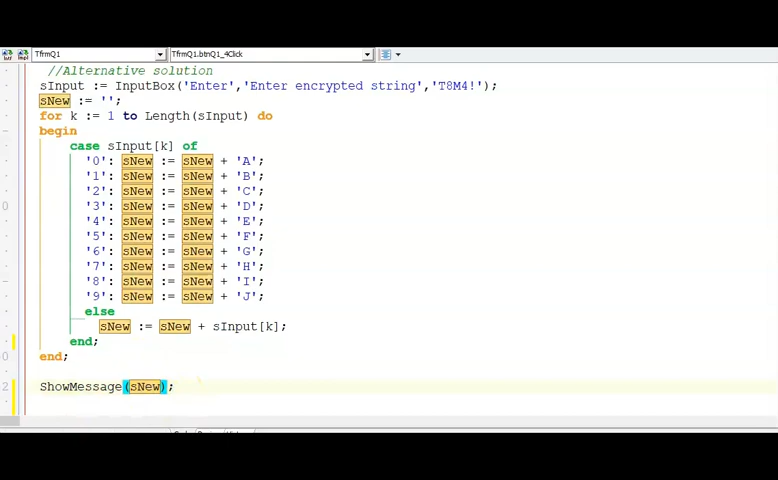 TfrmQ1 TfrmQ1.btnQ1_4Click
//Alternative solution
sInput := InputBox('Enter','Enter encrypted string','T8M4!');
sNew := '';
for k := 1 to Length(sInput) do
begin
case sInput[k] of
'0': sNew := sNew + 'A';
'1': sNew := sNew + 'B';
'2': sNew := sNew + 'C';
'3': sNew := sNew + 'D';
'4': sNew := sNew + 'E';
'5': sNew := sNew + 'F';
'6': sNew := sNew + 'G';
'7': sNew := sNew + 'H';
'8': sNew := sNew + 'I';
'9': sNew := sNew + 'J';
else
sNew := sNew + sInput[k];
end;
end;
ShowMessage(sNew);